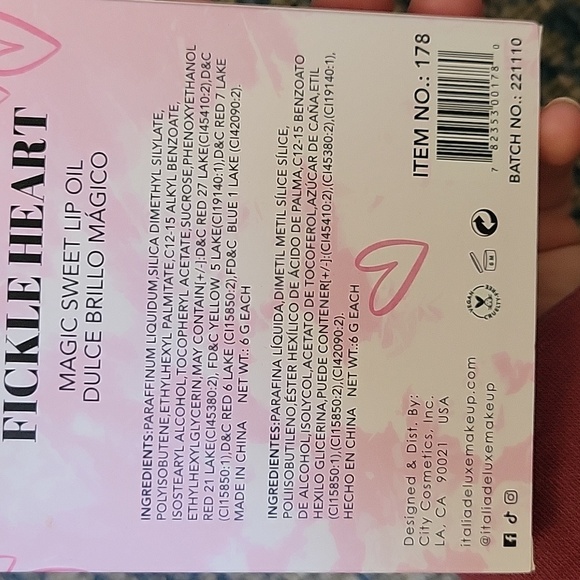 FICKLE HEART
MAGIC SWEET LIP OIL
DULCE BRILLO MÁGICO
INGREDIENTS:PARAFFINUM LIQUIDUM,SILICA DIMETHYL SILYLATE,
POLYISOBUTENE,ETHYLHEXYL PALMITATE,C12-15 ALKYL BENZOATE,
ISOSTEARYL ALCOHOL,TOCOPHERYL ACETATE,SUCROSE,PHENOXYETHANOL
ETHYLHEXYLGLYCERIN,MAY CONTAIN[+/-]:D&C RED 27 LAKE(CI45410:2),D&C
RED 21 LAKE(CI45380:2), FD&C YELLOW 5 LAKE(CI19140:1),D&C RED 7 LAKE
(CI15850:1),D&C RED 6 LAKE (CI15850:2),FD&C BLUE 1 LAKE (CI42090:2).
MADE IN CHINA NET WT.: 6 G EACH
INGREDIENTES:PARAFINA LÍQUIDA,DIMETIL METIL SÍLICE SÍLICE,
POLIISOBUTILENO,ÉSTER HEXÍLICO DE ÁCIDO DE PALMA,C12-15 BENZOATO
DE ALCOHOL,ISOLYCOL,ACETATO DE TOCOFEROL,AZÚCAR DE CANA,ETIL
HEXILO GLICERINA,PUEDE CONTENER[+/-]:(CI45410:2),(CI45380:2),(CI19140:1),
(CI15850:1),(CI15850:2),(CI42090:2).
HECHO EN CHINA NET WT.:6 G EACH
Designed & Dist. By:
City Cosmetics, Inc.
LA, CA 90021 USA
italiadeluxemakeup.com
@italiadeluxemakeup
VEGAN
CRUELTY
6 M
ITEM NO.: 178
7 82353 00178 0
BATCH NO.: 221110